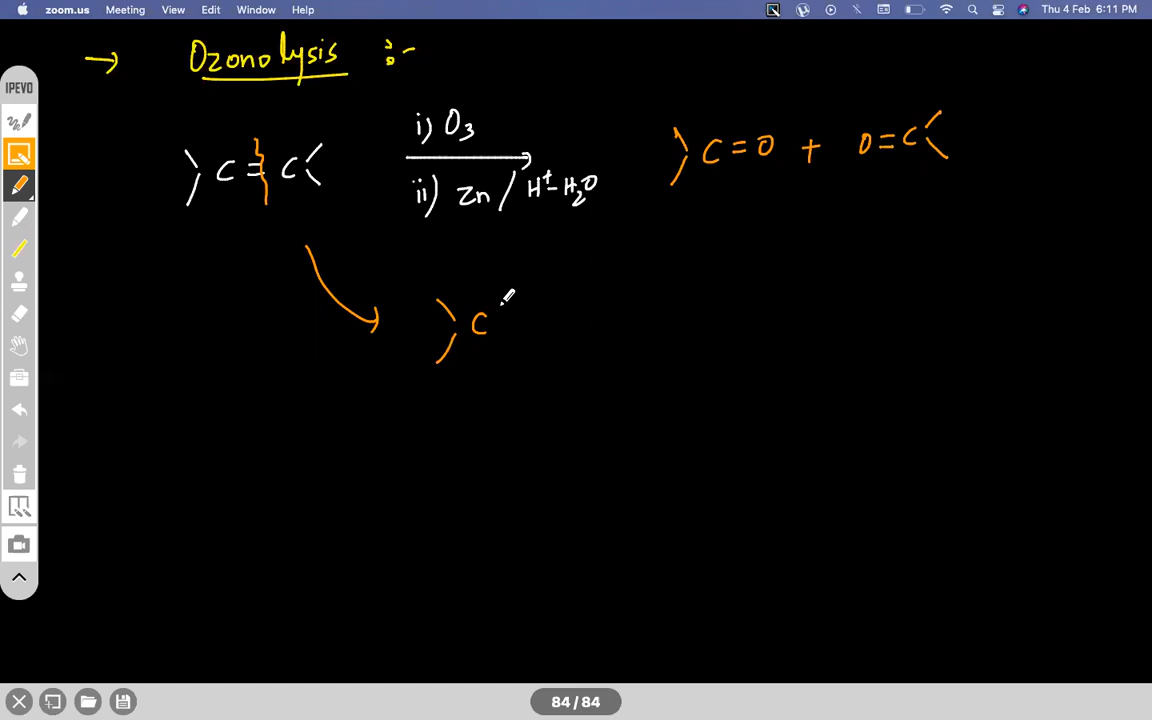 zoom.us Meeting View Edit Window Help Thu 4 Feb 6:11 PM
IPEVO
→ Ozonolysis :-
i) O3
>C=C< ii) Zn/H+-H2O >C=O + O=C<
>C
84 / 84